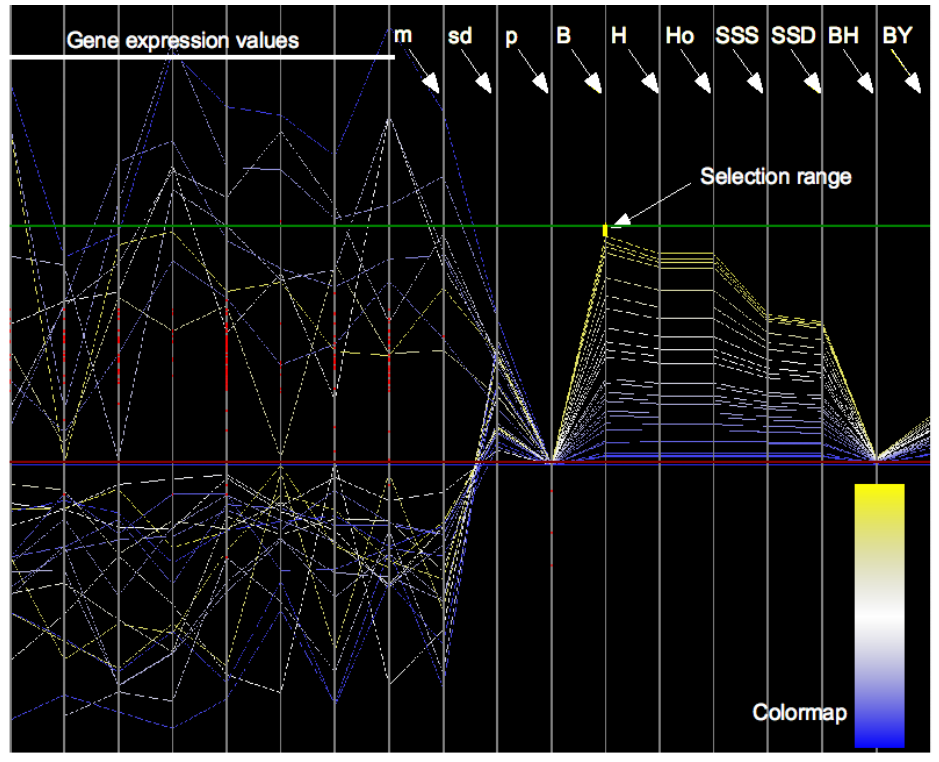 Gene expression values
m sd p B H Ho SSS SSD BH BY
Selection range
Colormap